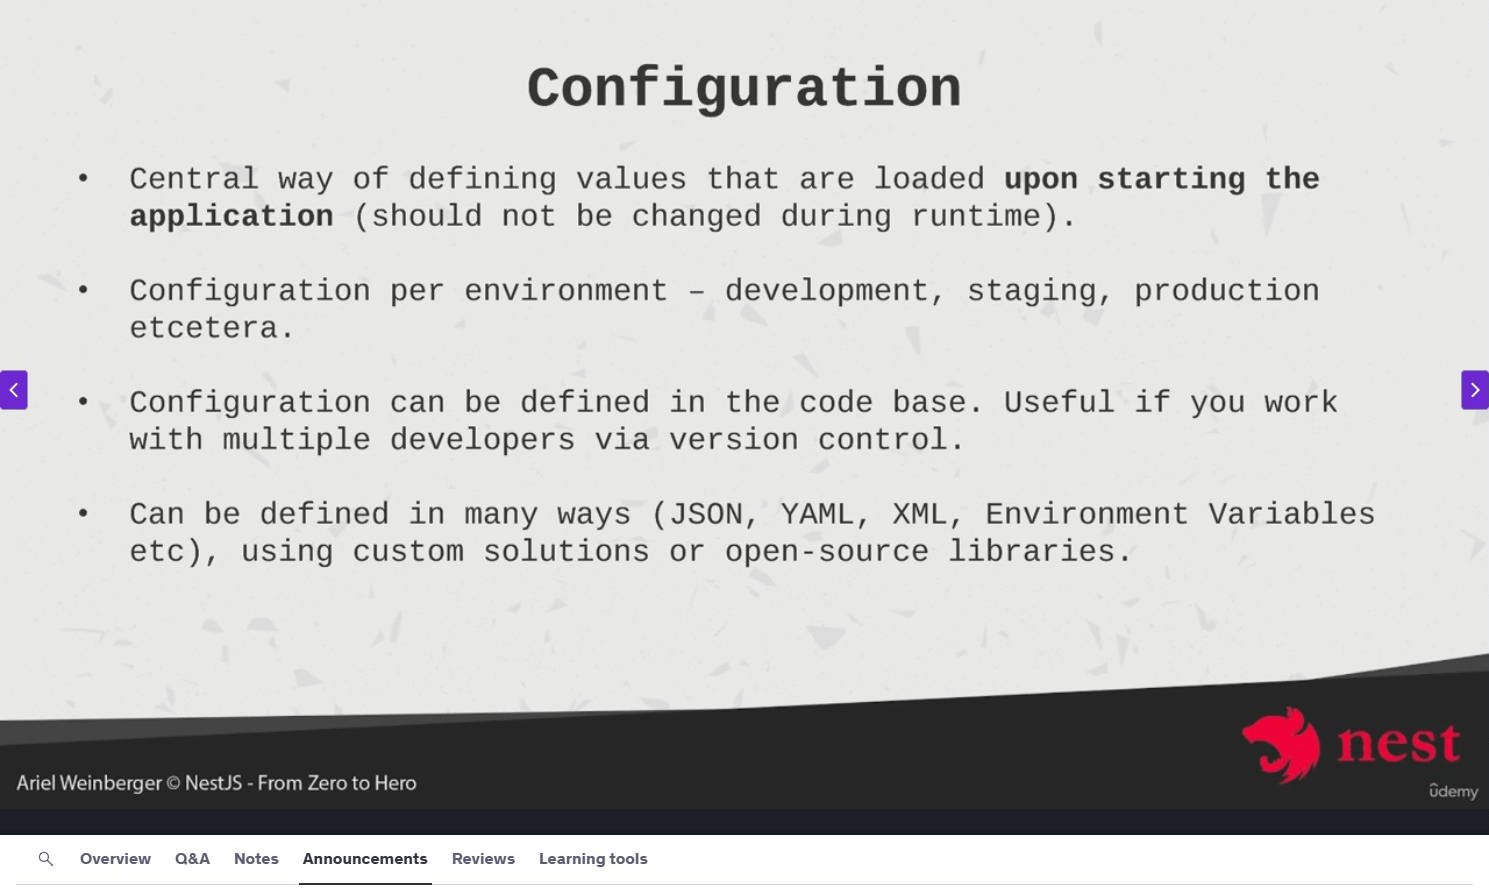 Configuration
• Central way of defining values that are loaded upon starting the
application (should not be changed during runtime).
• Configuration per environment – development, staging, production
etcetera.
• Configuration can be defined in the code base. Useful if you work
with multiple developers via version control.
• Can be defined in many ways (JSON, YAML, XML, Environment Variables
etc), using custom solutions or open-source libraries.
nest
Ariel Weinberger © NestJS - From Zero to Hero
ûdemy
Overview Q&A Notes Announcements Reviews Learning tools